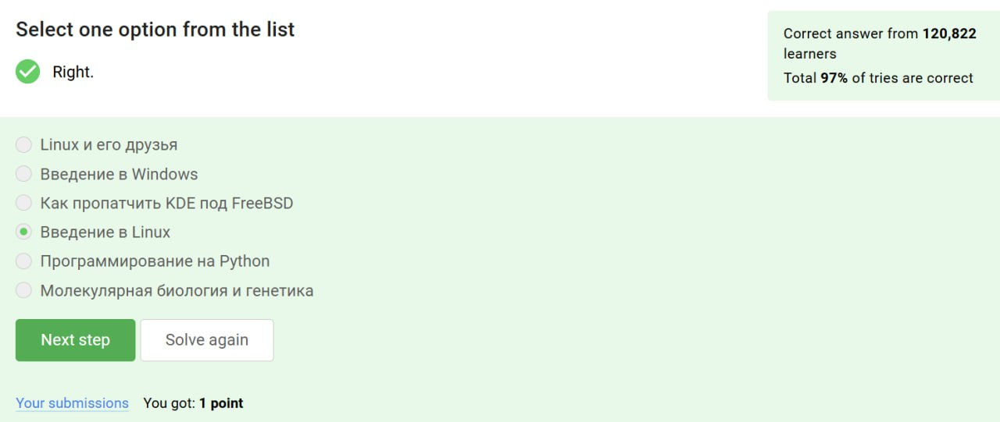 Select one option from the list
Right.
Correct answer from 120,822
learners
Total 97% of tries are correct
Linux и его друзья
Введение в Windows
Как пропатчить KDE под FreeBSD
Введение в Linux
Программирование на Python
Молекулярная биология и генетика
Next step
Solve again
Your submissions
You got: 1 point